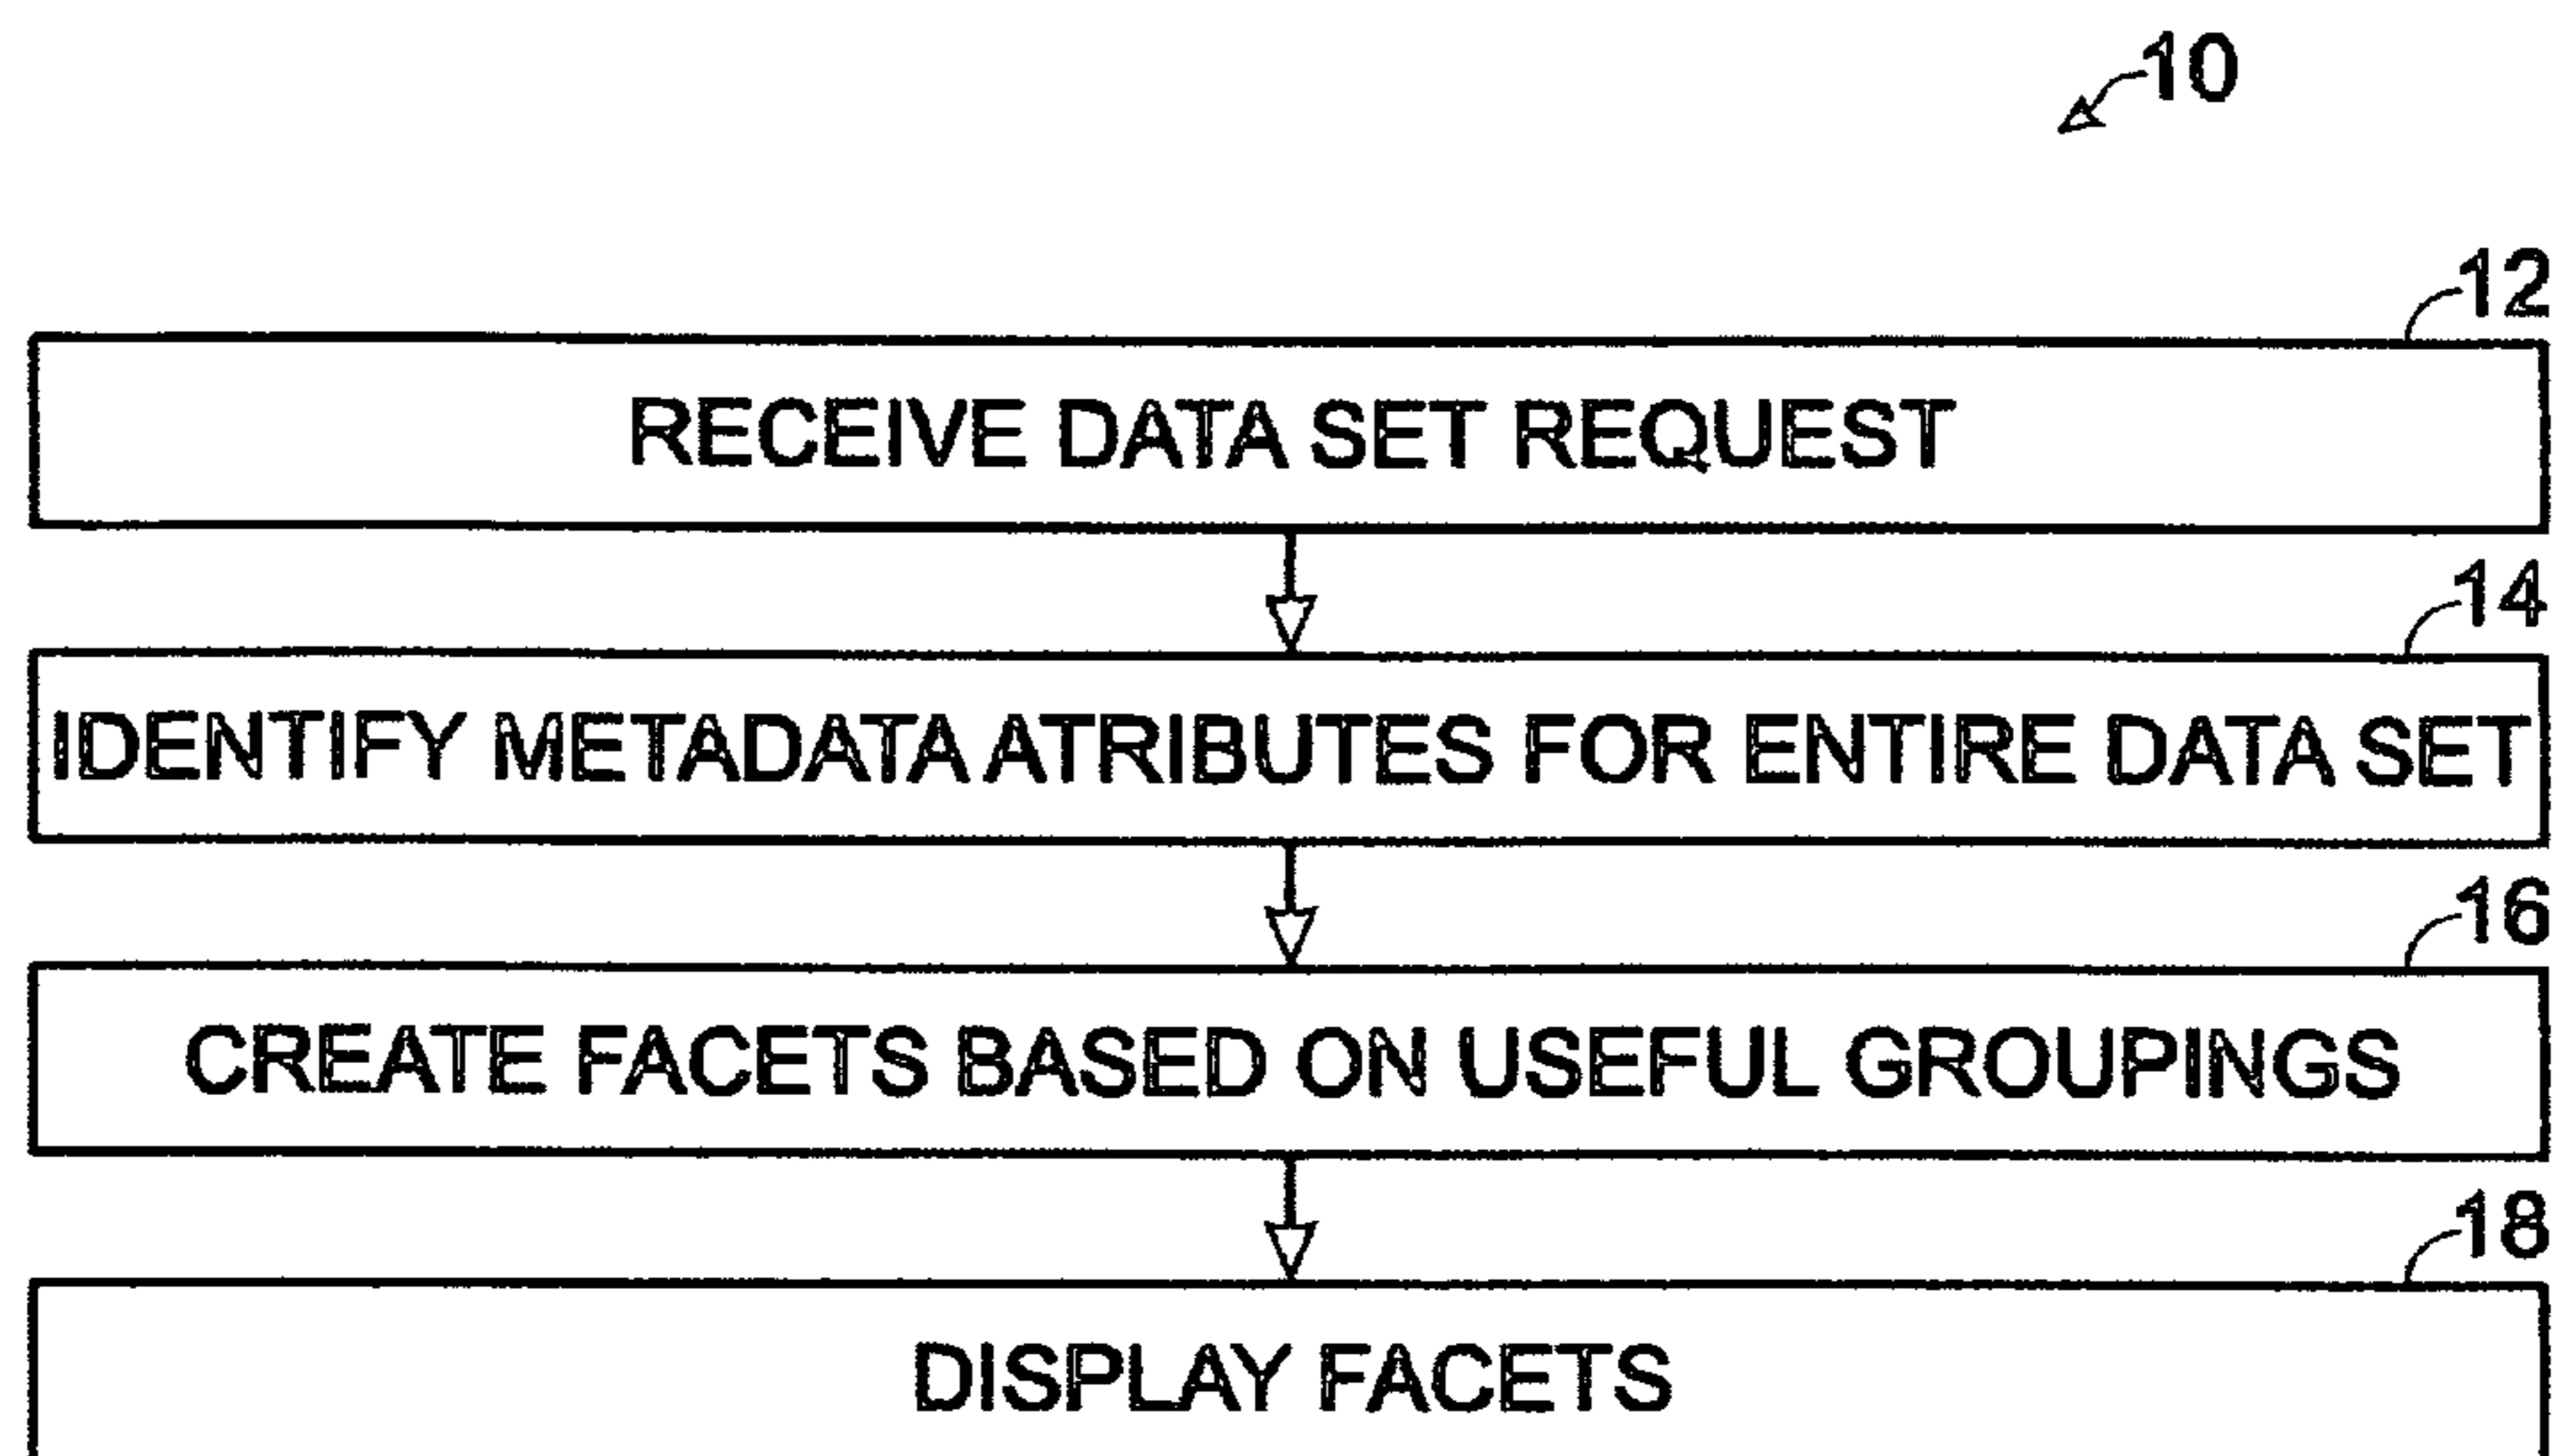 10
12
RECEIVE DATA SET REQUEST
14
IDENTIFY METADATA ATRIBUTES FOR ENTIRE DATA SET
16
CREATE FACETS BASED ON USEFUL GROUPINGS
18
DISPLAY FACETS